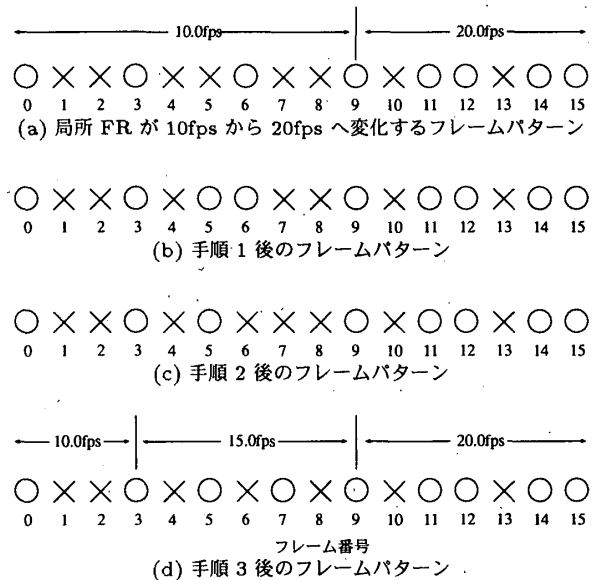 10.0fps 20.0fps
0 1 2 3 4 5 6 7 8 9 10 11 12 13 14 15
(a) 局所 FR が 10fps から 20fps へ変化するフレームパターン
0 1 2 3 4 5 6 7 8 9 10 11 12 13 14 15
(b) 手順 1 後のフレームパターン
0 1 2 3 4 5 6 7 8 9 10 11 12 13 14 15
(c) 手順 2 後のフレームパターン
10.0fps 15.0fps 20.0fps
0 1 2 3 4 5 6 7 8 9 10 11 12 13 14 15
フレーム番号
(d) 手順 3 後のフレームパターン